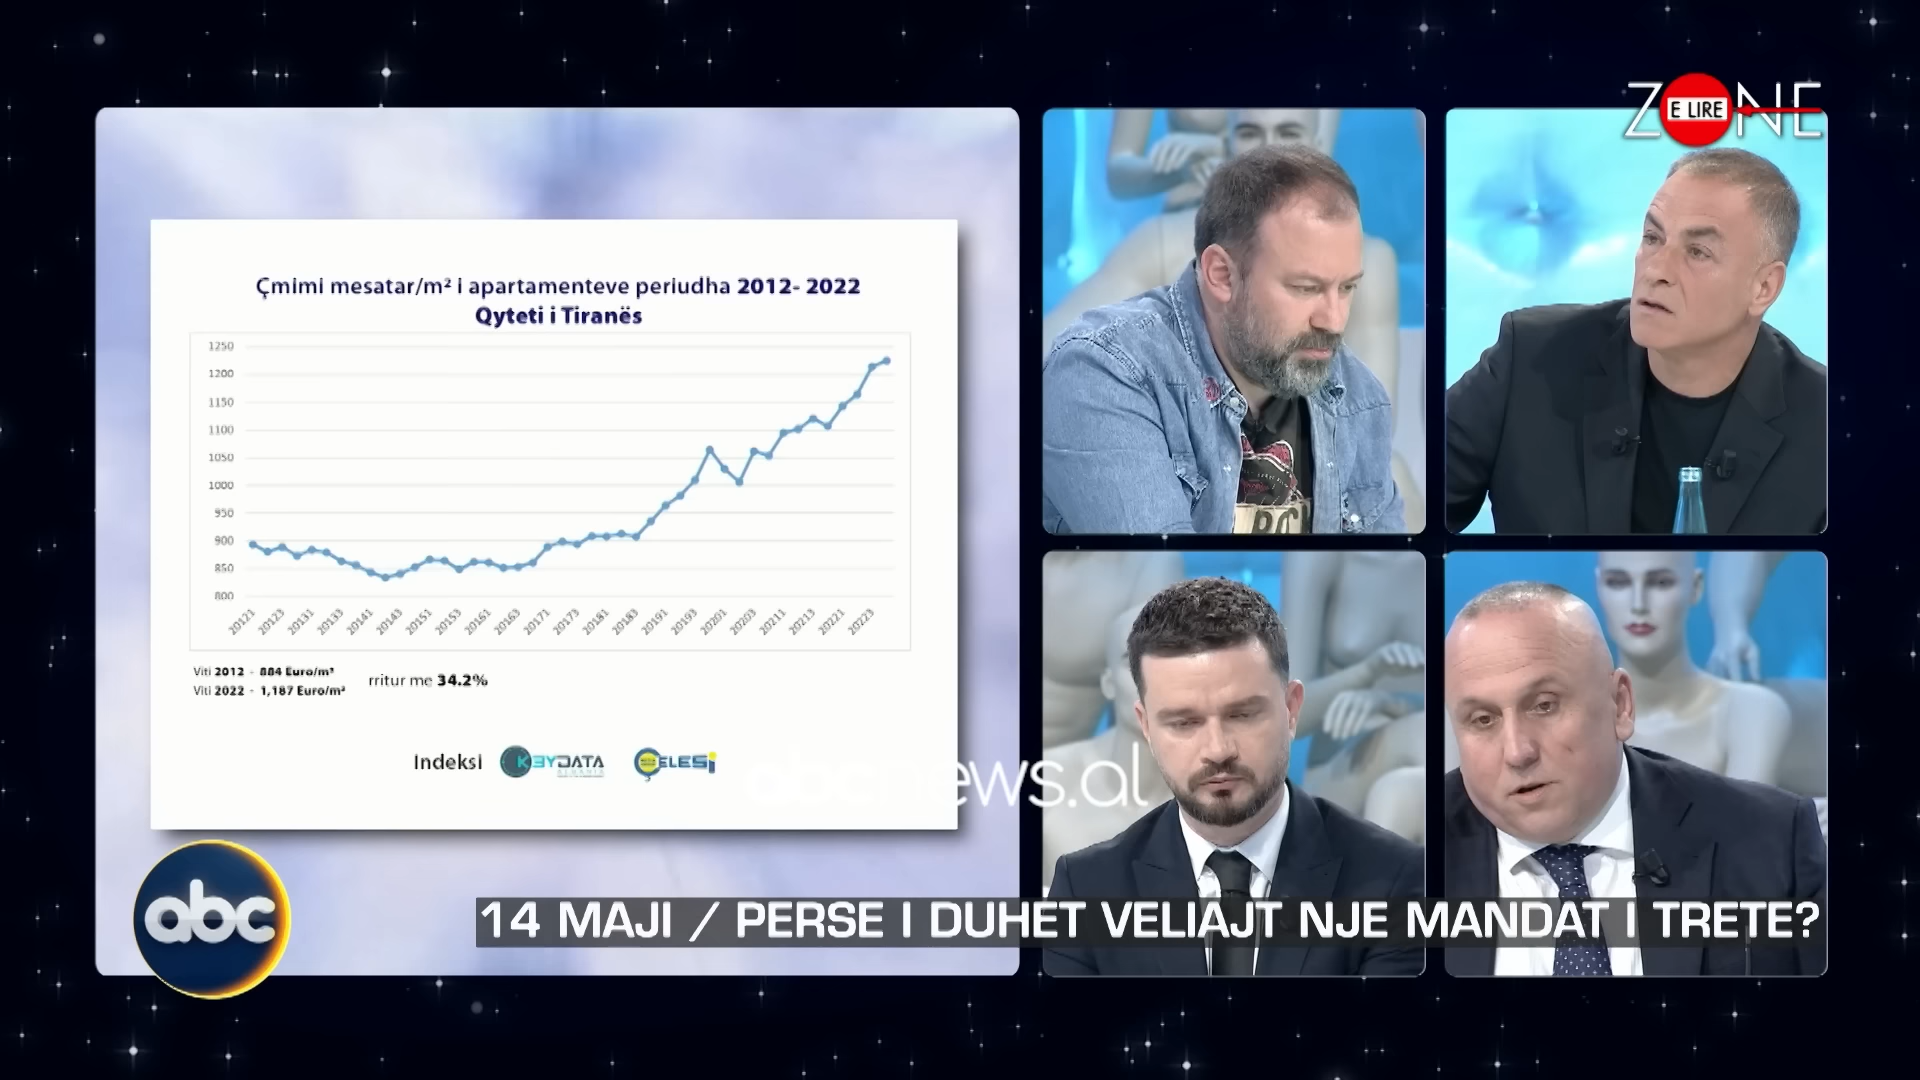 ZONE
E LIRE
Çmimi mesatar/m² i apartamenteve periudha 2012- 2022
Qyteti i Tiranës
1250
1200
1150
1100
1050
1000
950
900
850
800
20121
20123
20131
20133
20141
20143
20151
20153
20161
20163
20171
20173
20181
20183
20191
20193
20201
20203
20211
20213
20221
20223
Viti 2012 - 884 Euro/m²
Viti 2022 - 1,187 Euro/m²
rritur me 34.2%
Indeksi
KEYDATA
ALBANIA
ÇELESI
abcnews.al
abc
14 MAJI / PERSE I DUHET VELIAJT NJE MANDAT I TRETE?